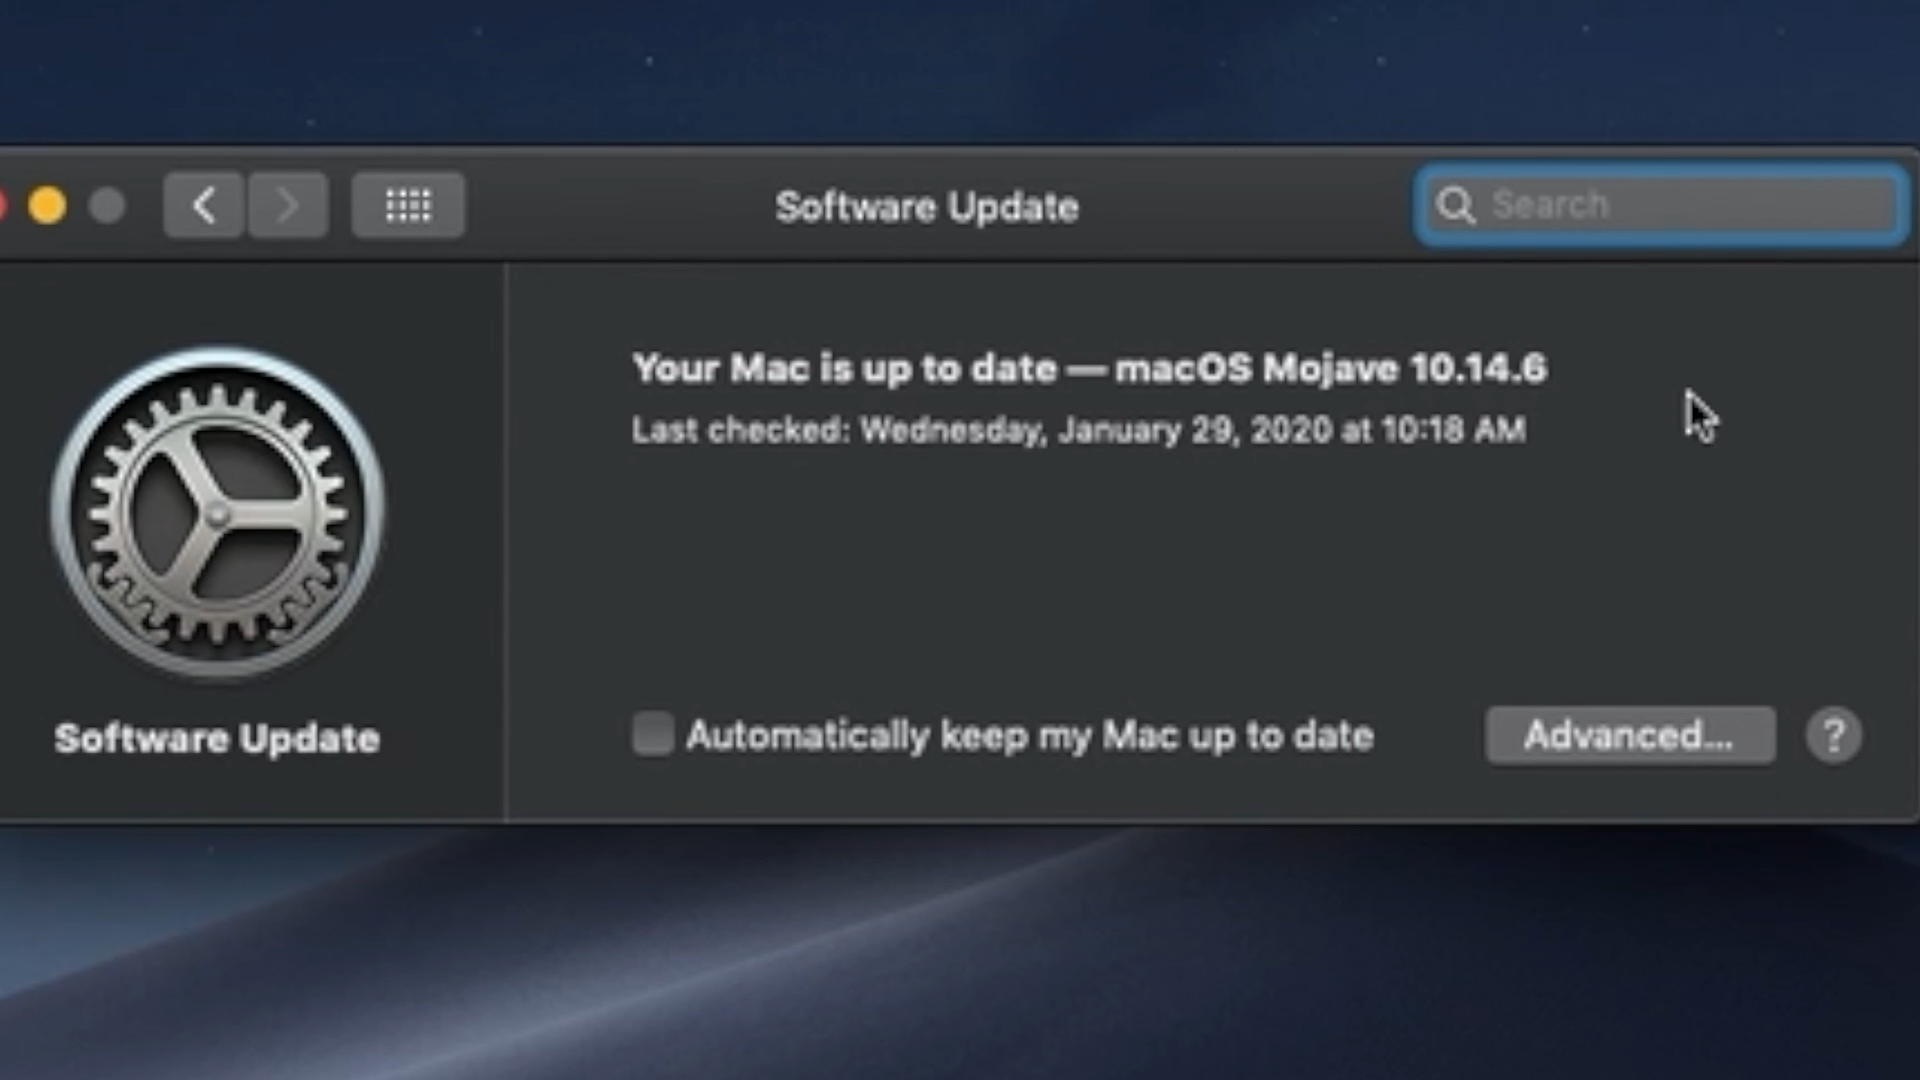 Software Update
Search
Your Mac is up to date — macOS Mojave 10.14.6
Last checked: Wednesday, January 29, 2020 at 10:18 AM
Software Update
Automatically keep my Mac up to date
Advanced...
?